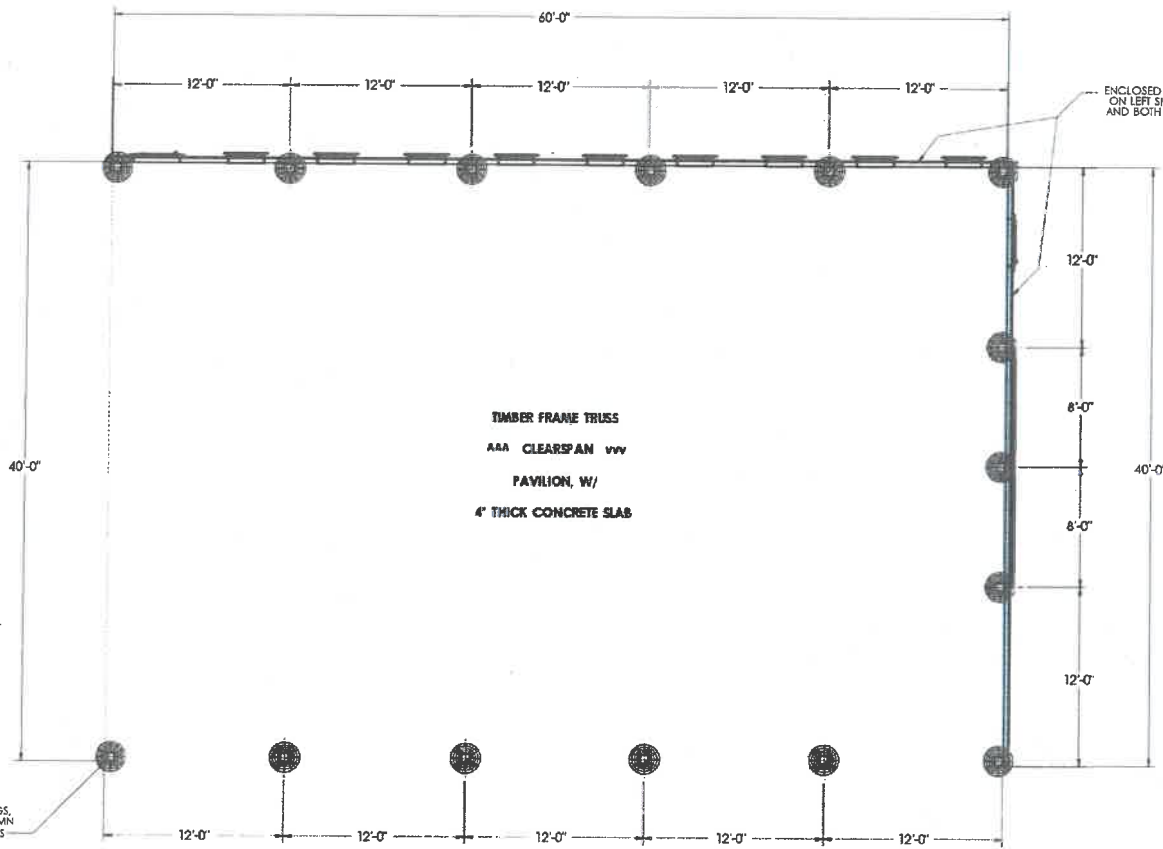 60'-0"
12'-0"
12'-0"
12'-0"
12'-0"
12'-0"
ENCLOSED
ON LEFT
AND BOTH
12'-0"
8'-0"
40'-0"
40'-0"
8'-0"
12'-0"
TIMBER FRAME TRUSS
AAA CLEARSPAN vvv
PAVILION, W/
4" THICK CONCRETE SLAB
12'-0"
12'-0"
12'-0"
12'-0"
12'-0"